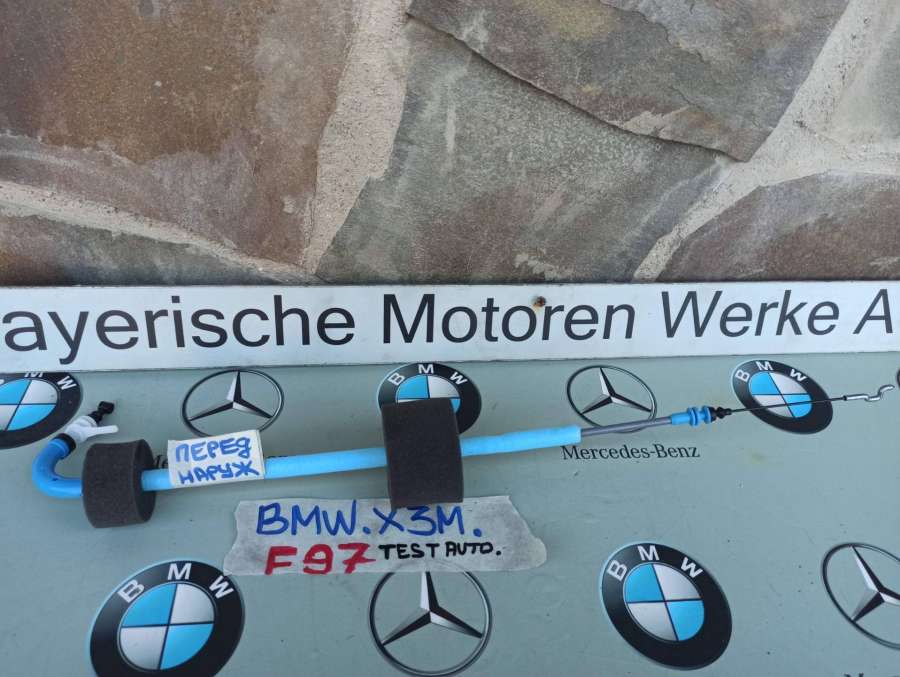 ayerische Motoren Werke A
BMW
BMW
BMW
Mercedes-Benz
ПЕРЕД
НАРУЖ
BMW.X3M.
F97 TEST AUTO.
BMW
BMW